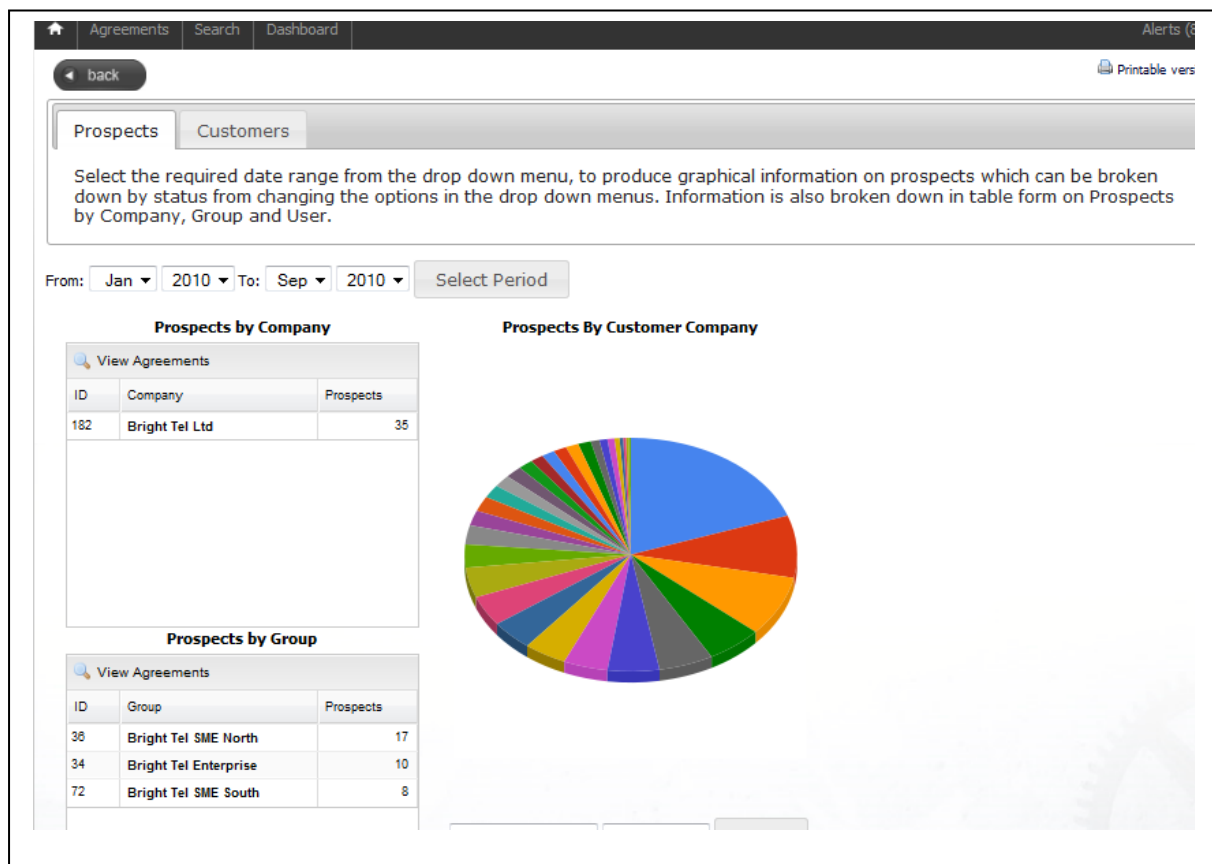 Agreements Search Dashboard Alerts (8
back Printable vers
Prospects Customers
Select the required date range from the drop down menu, to produce graphical information on prospects which can be broken
down by status from changing the options in the drop down menus. Information is also broken down in table form on Prospects
by Company, Group and User.
From: Jan 2010 To: Sep 2010 Select Period
Prospects by Company
View Agreements
ID Company Prospects
182 Bright Tel Ltd 35
Prospects By Customer Company
Prospects by Group
View Agreements
ID Group Prospects
36 Bright Tel SME North 17
34 Bright Tel Enterprise 10
72 Bright Tel SME South 8